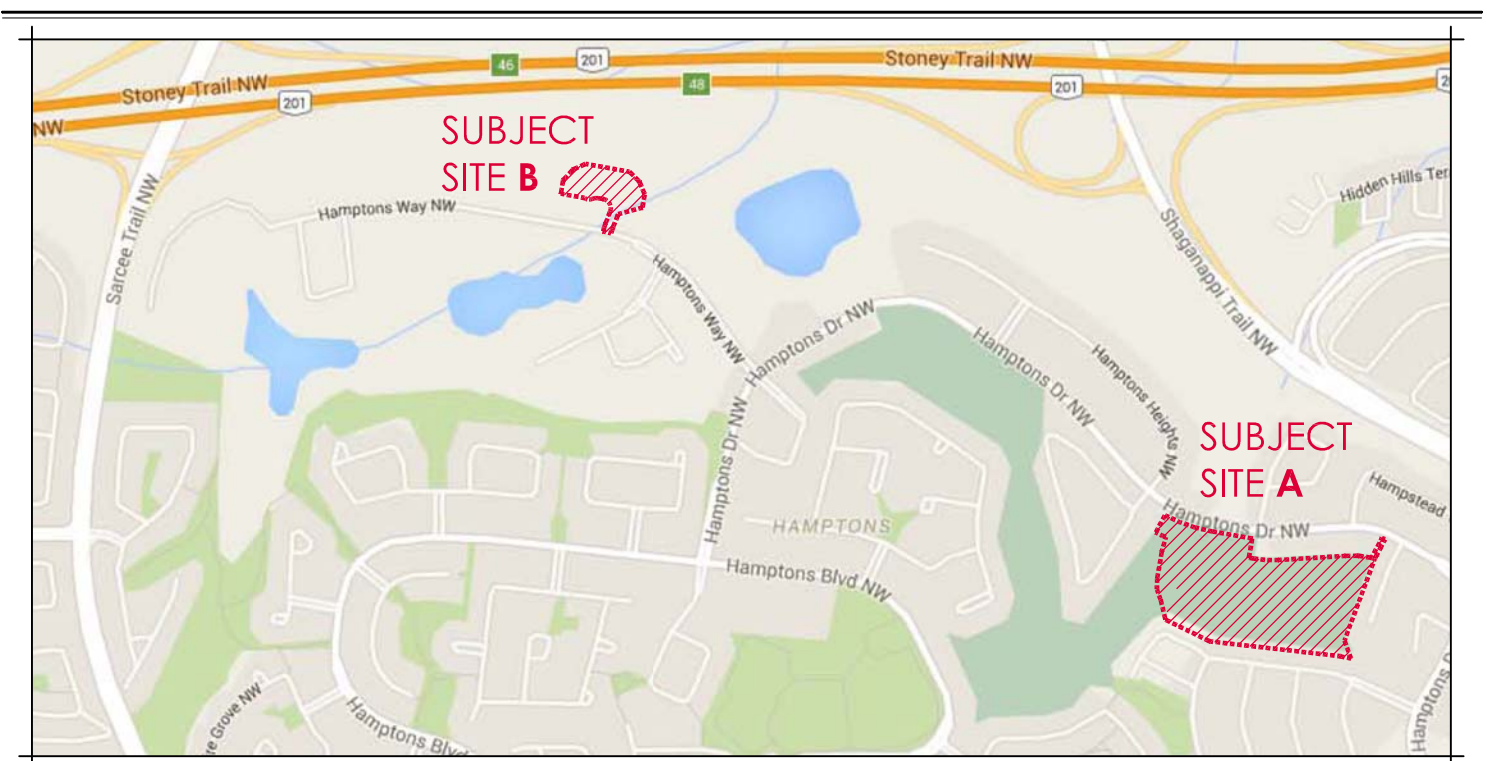 46
201
Stoney Trail NW
Stoney Trail NW
201
48
201
NW
SUBJECT
SITE B
Hamptons Way NW
Sarcee Trail NW
Hidden Hills Ter
Shaganappi Trail NW
Hamptons Way NW
Hamptons Dr NW
Hamptons Dr NW
Hamptons Heights NW
Hamptons Dr NW
SUBJECT
SITE A
Hampstead
Hamptons Dr NW
HAMPTONS
Hamptons Blvd NW
e Grove NW
Hamptons Blvd
Hamptons D